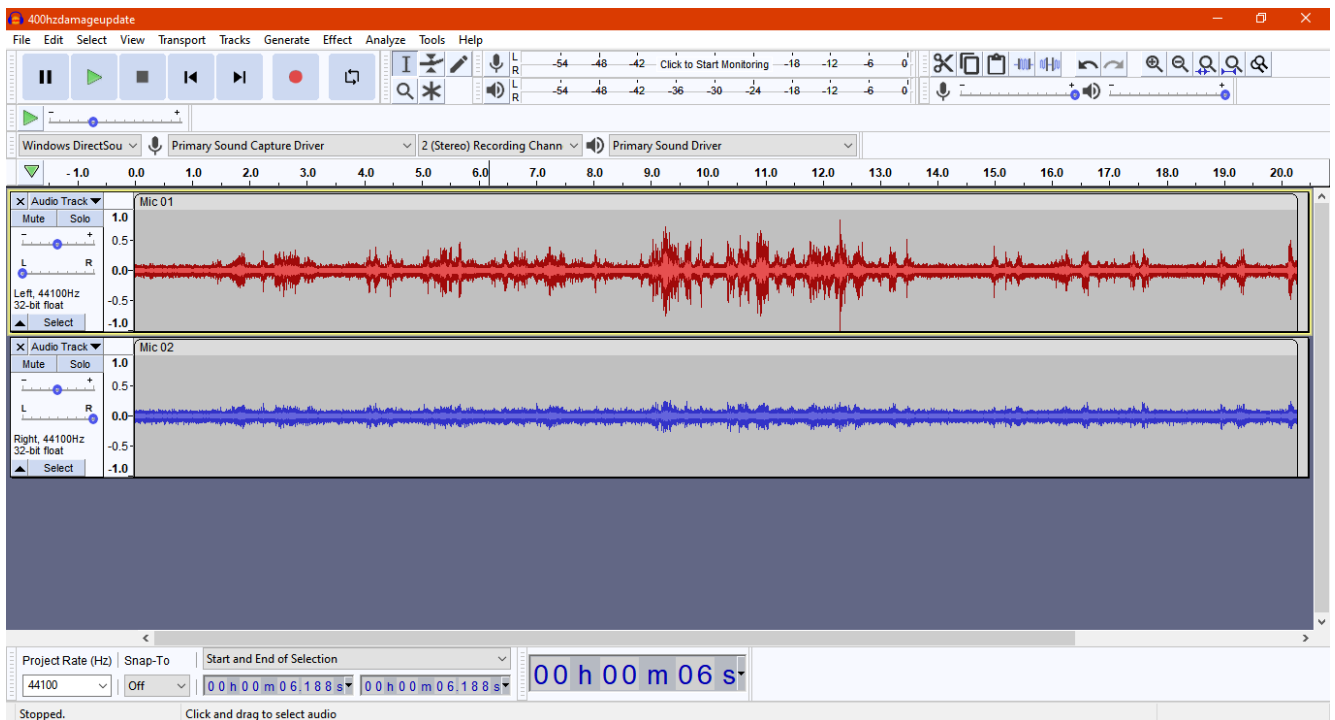 400hzdamageupdate
File Edit Select View Transport Tracks Generate Effect Analyze Tools Help
L
R
-54 -48 -42 Click to Start Monitoring -18 -12 -6 0
L
R
-54 -48 -42 -36 -30 -24 -18 -12 -6 0
- +
- +
- +
Windows DirectSou Primary Sound Capture Driver 2 (Stereo) Recording Chann Primary Sound Driver
- 1.0 0.0 1.0 2.0 3.0 4.0 5.0 6.0 7.0 8.0 9.0 10.0 11.0 12.0 13.0 14.0 15.0 16.0 17.0 18.0 19.0 20.0
X Audio Track Mic 01
Mute Solo 1.0
- + 0.5
L R 0.0
Left, 44100Hz
32-bit float -0.5
Select -1.0
X Audio Track Mic 02
Mute Solo 1.0
- + 0.5
L R 0.0
Right, 44100Hz
32-bit float -0.5
Select -1.0
Project Rate (Hz) Snap-To Start and End of Selection
44100 Off 00h00m06.188s 00h00m06.188s
00 h 00 m 06 s
Stopped. Click and drag to select audio